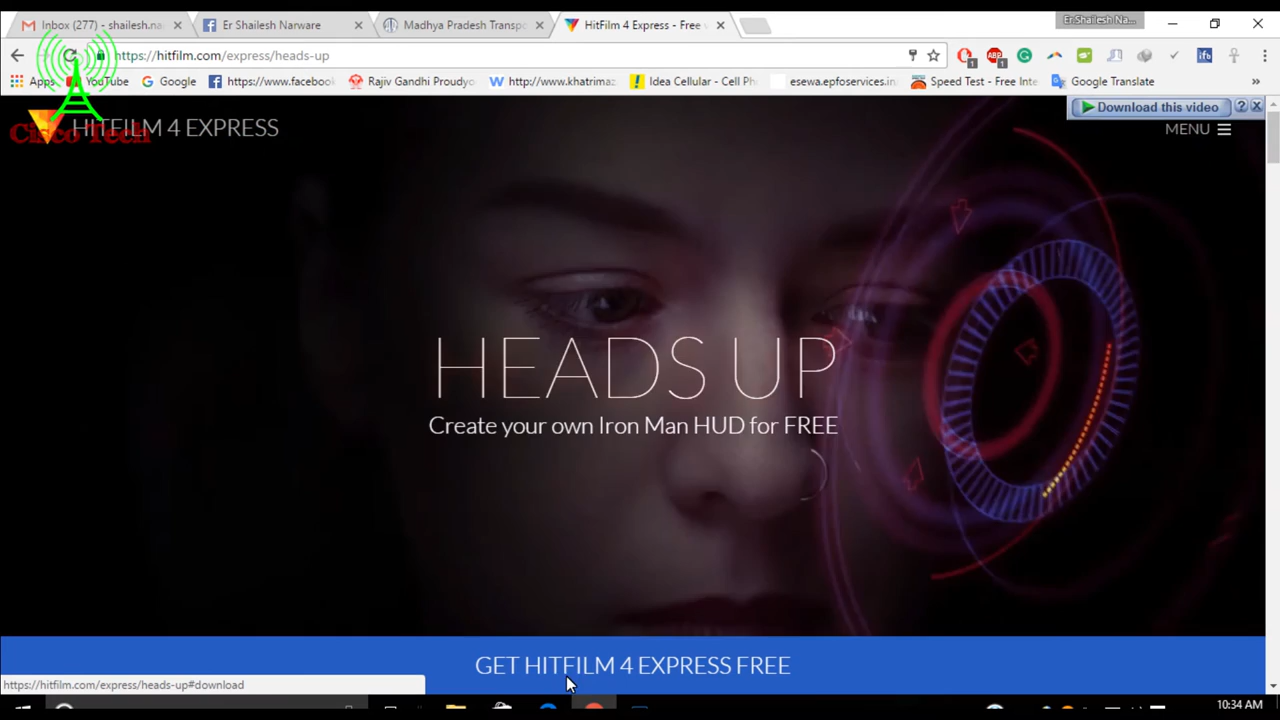 Inbox (277) - shailesh.na
Er Shailesh Narware
Madhya Pradesh Transpo
HitFilm 4 Express - Free
Er.Shailesh Na...
https://hitfilm.com/express/heads-up
Apps
YouTube
Google
https://www.facebook
Rajiv Gandhi Proudyo
http://www.khatrimaz
Idea Cellular - Cell Ph
esewa.epfoservices.in
Speed Test - Free Inte
Google Translate
»
Download this video
Cisco Tech
HITFILM 4 EXPRESS
MENU
HEADS UP
Create your own Iron Man HUD for FREE
GET HITFILM 4 EXPRESS FREE
https://hitfilm.com/express/heads-up#download
10:34 AM